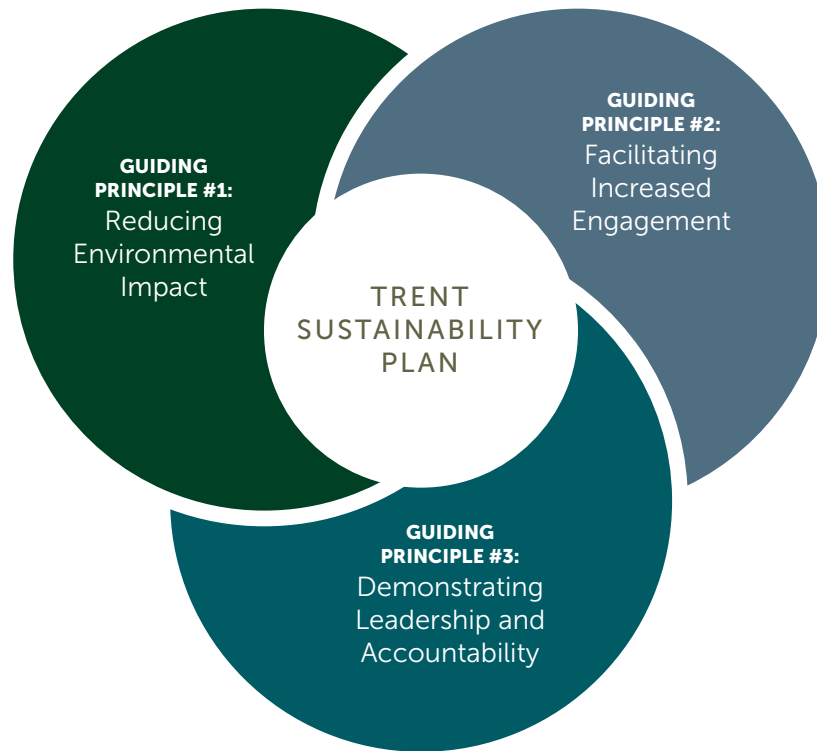 GUIDING
PRINCIPLE #1:
Reducing
Environmental
Impact
GUIDING
PRINCIPLE #2:
Facilitating
Increased
Engagement
TRENT
SUSTAINABILITY
PLAN
GUIDING
PRINCIPLE #3:
Demonstrating
Leadership and
Accountability